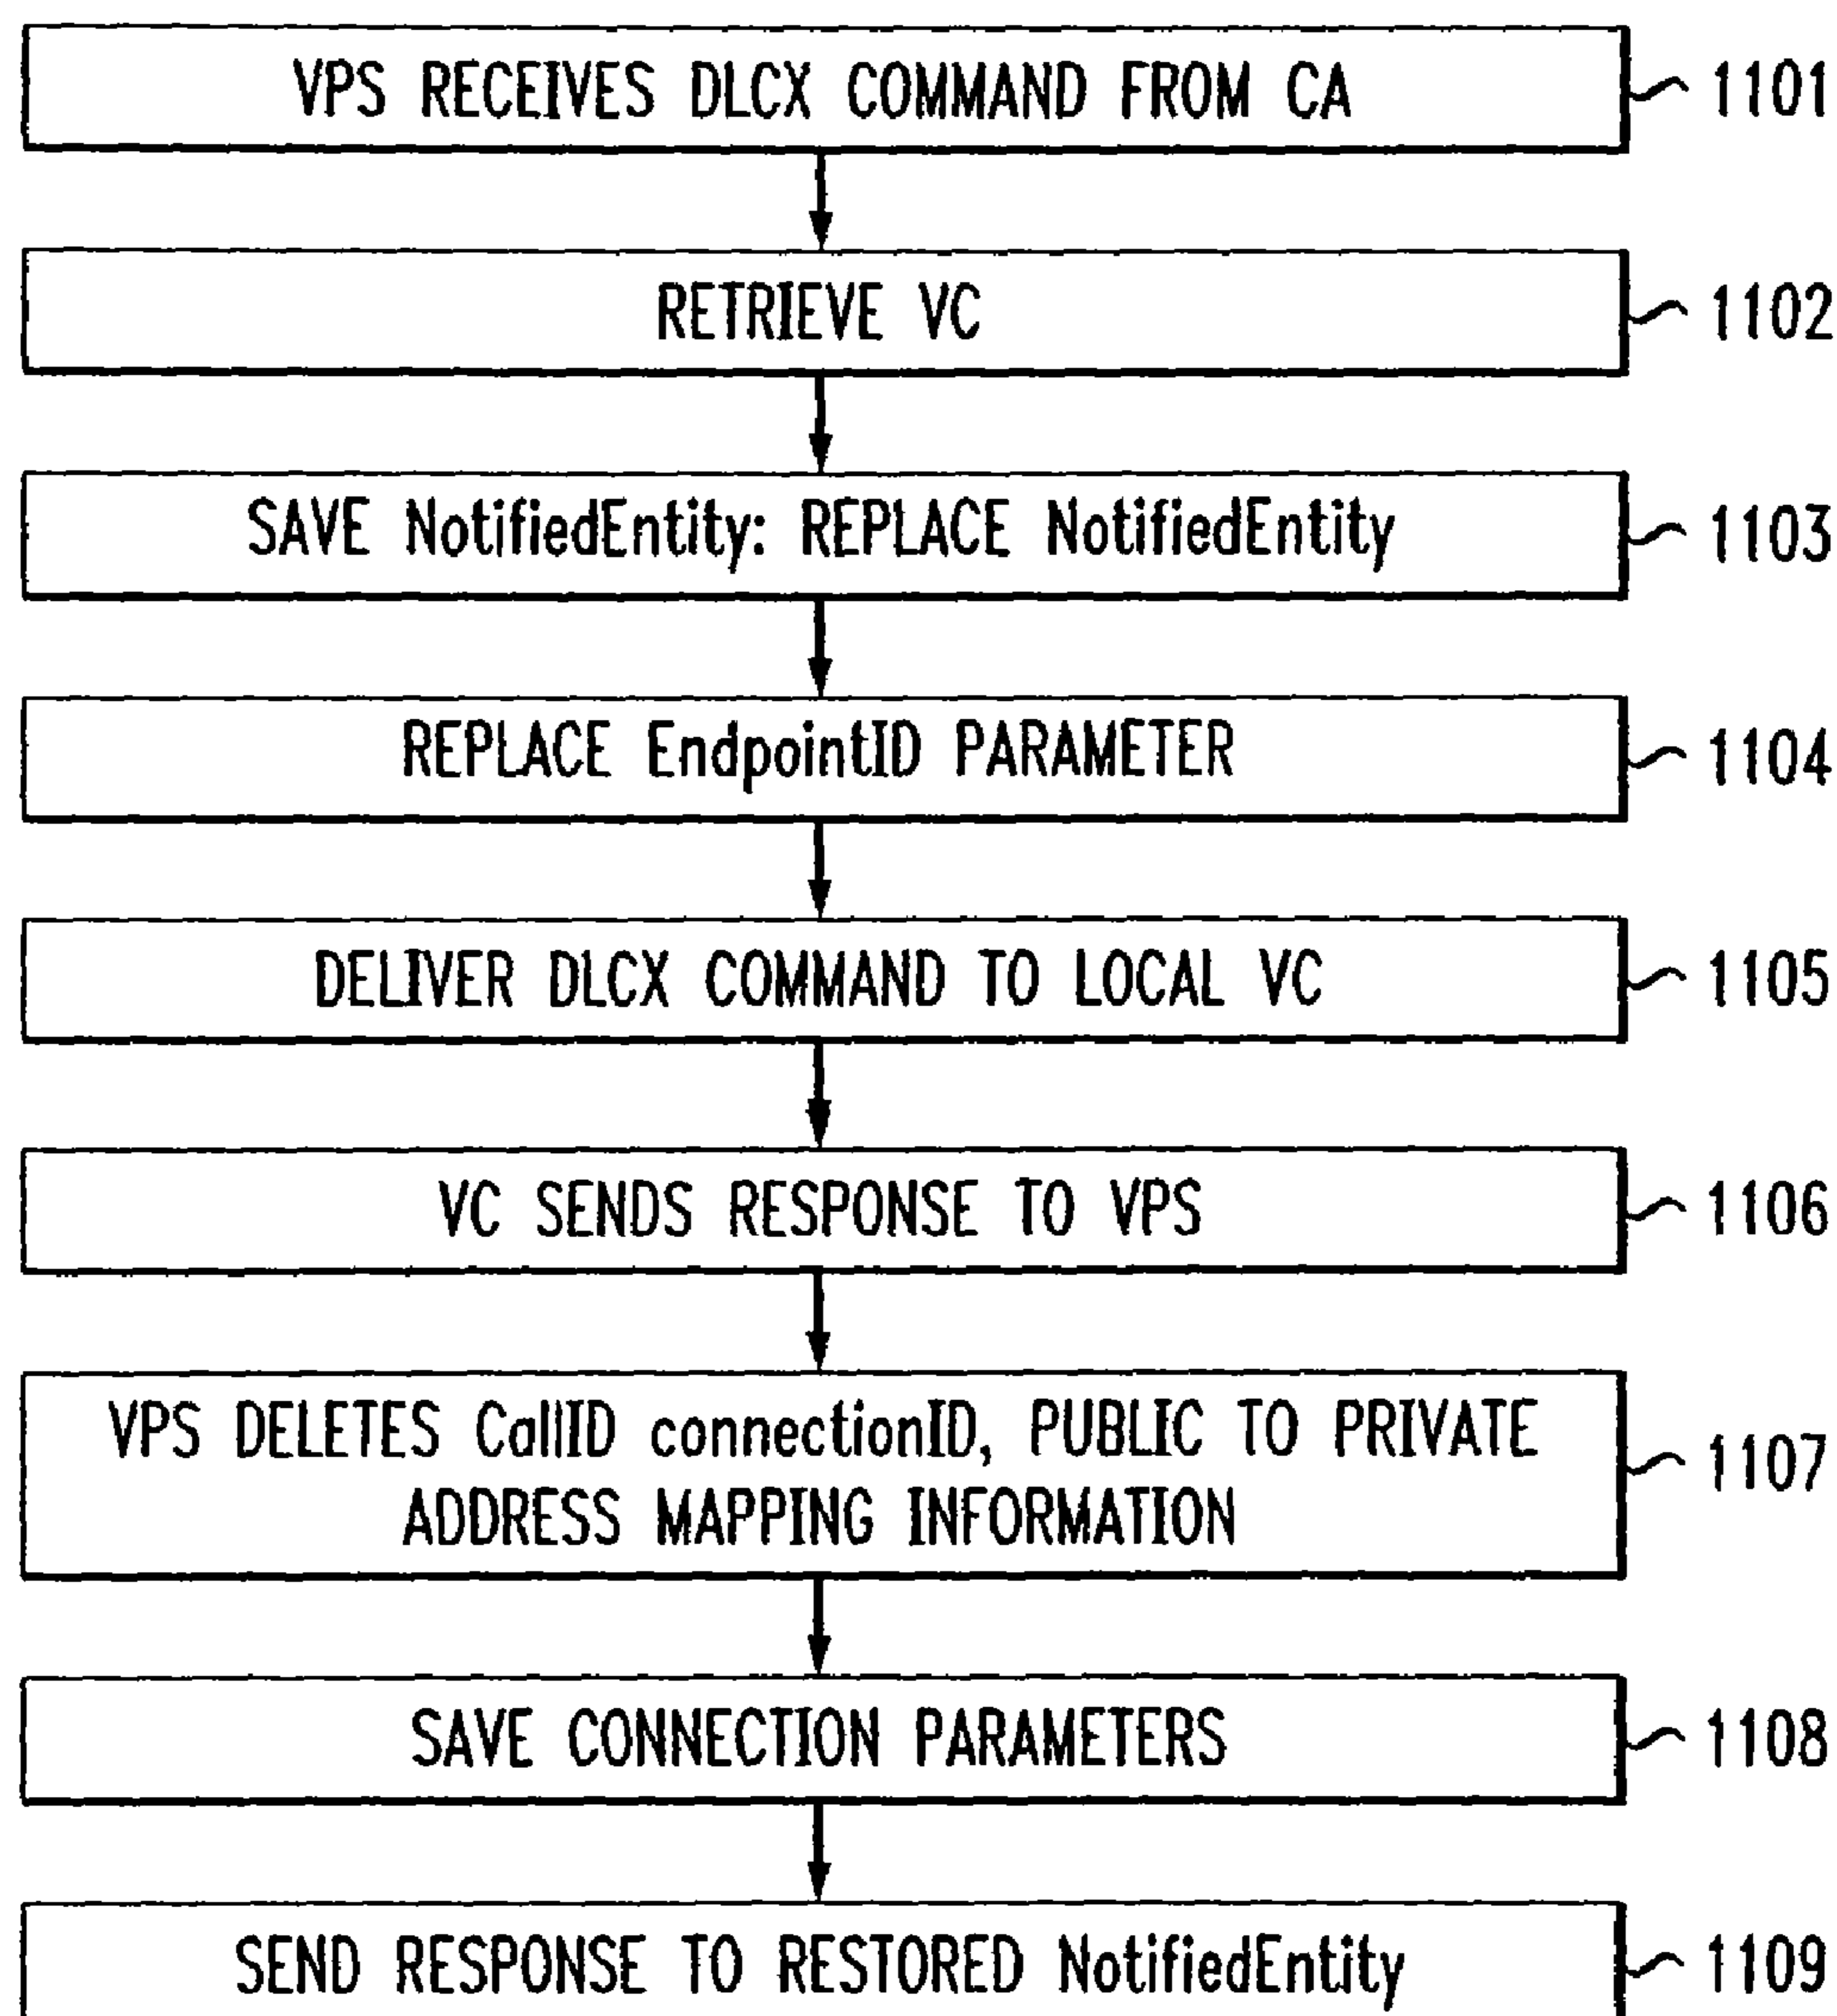 VPS RECEIVES DLCX COMMAND FROM CA
1101
RETRIEVE VC
1102
SAVE NotifiedEntity: REPLACE NotifiedEntity
1103
REPLACE EndpointID PARAMETER
1104
DELIVER DLCX COMMAND TO LOCAL VC
1105
VC SENDS RESPONSE TO VPS
1106
VPS DELETES CallID connectionID, PUBLIC TO PRIVATE
ADDRESS MAPPING INFORMATION
1107
SAVE CONNECTION PARAMETERS
1108
SEND RESPONSE TO RESTORED NotifiedEntity
1109